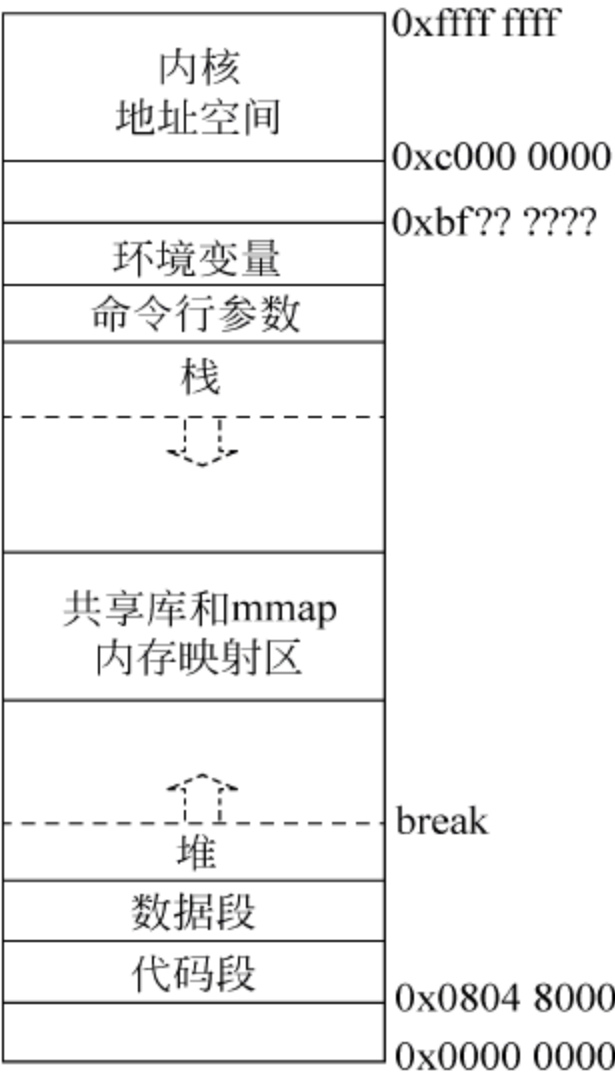 0xffff ffff
内核
地址空间
0xc000 0000
0xbf?? ????
环境变量
命令行参数
栈
共享库和mmap
内存映射区
break
堆
数据段
代码段
0x0804 8000
0x0000 0000